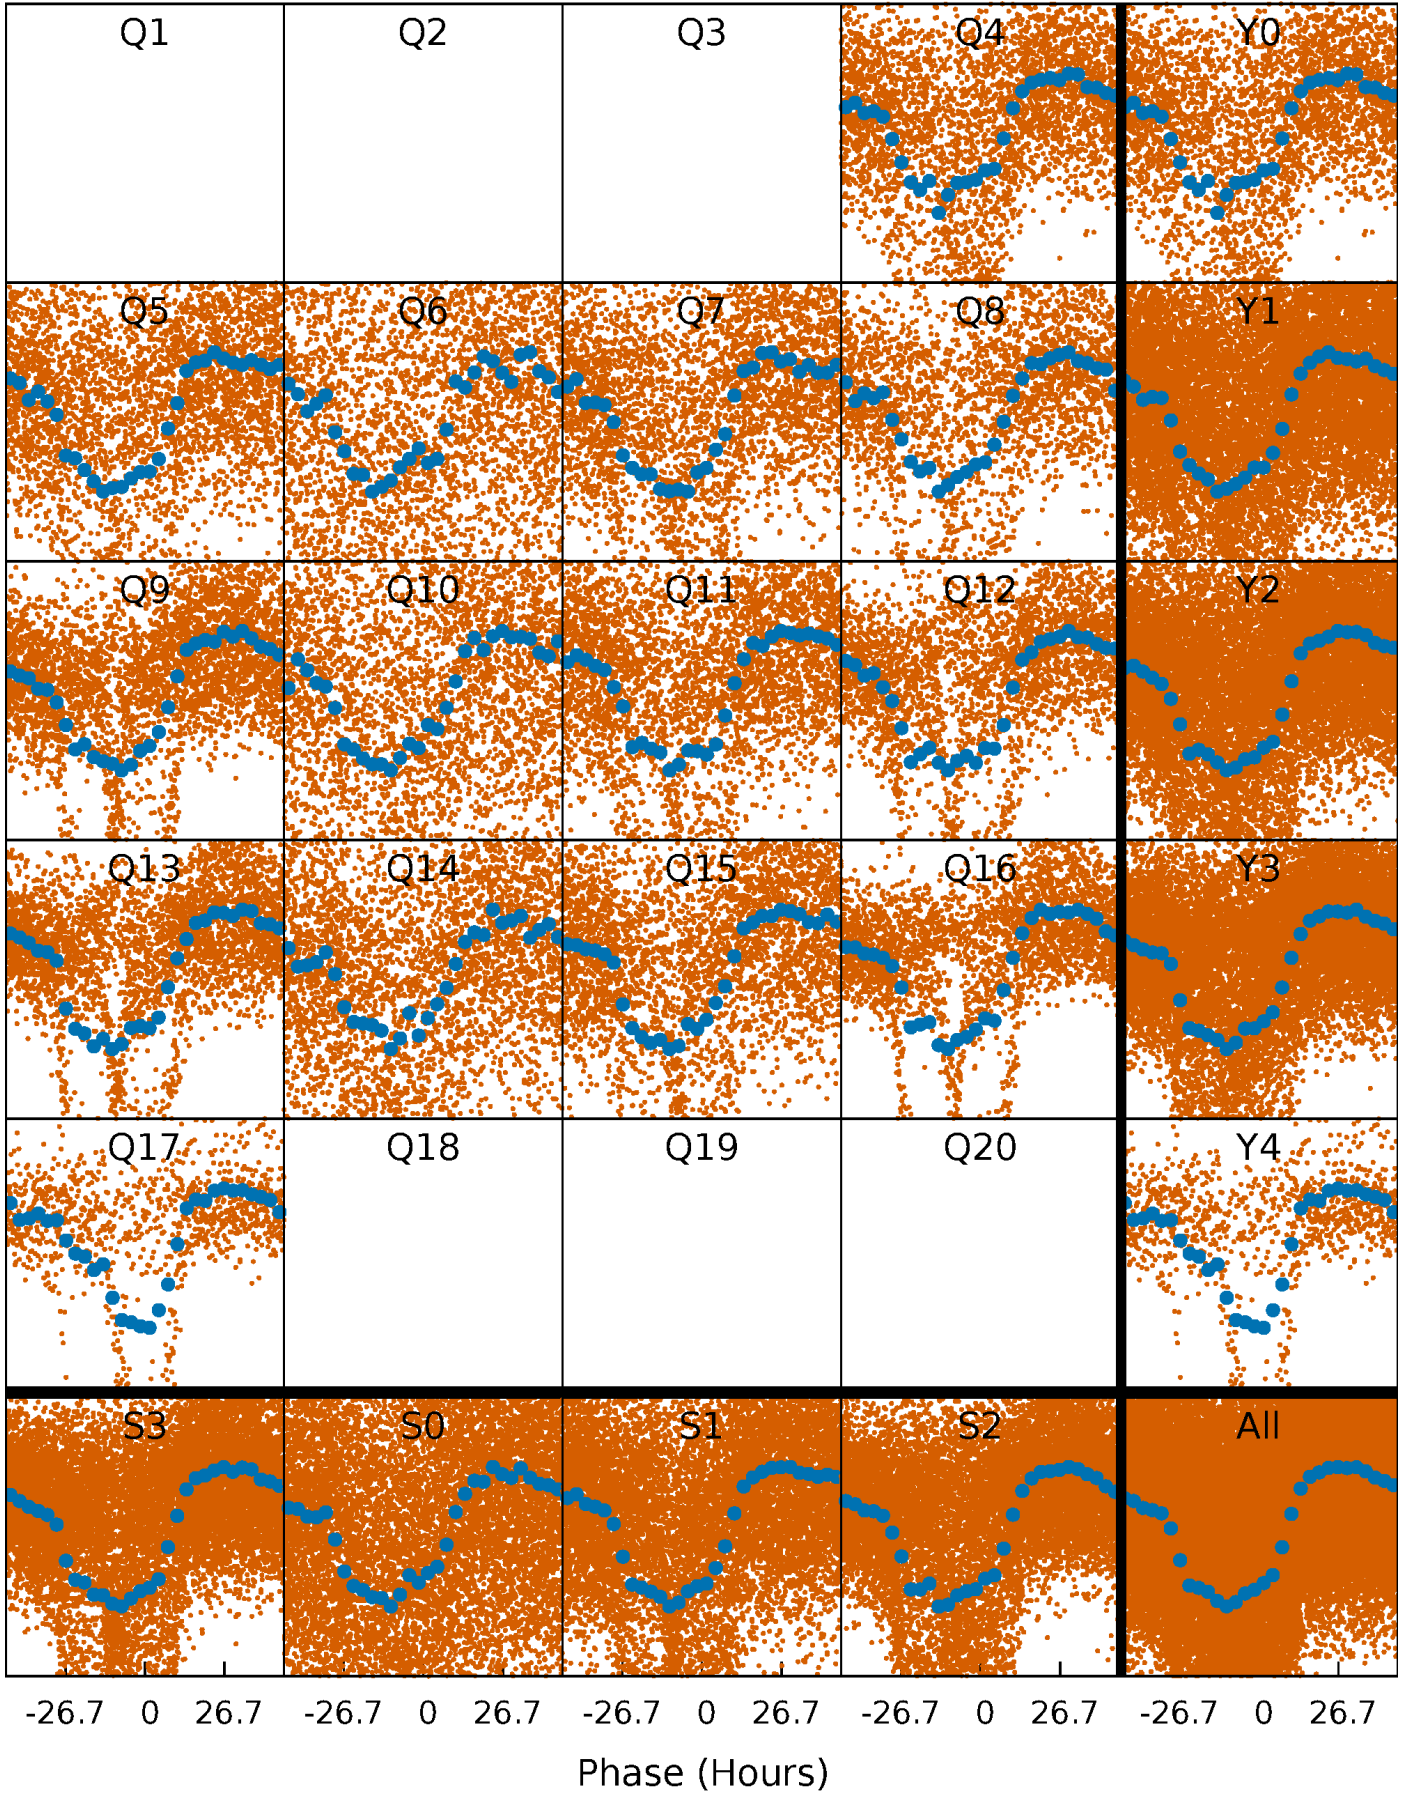 Q1 Q2 Q3 Q4 Y0
Q5 Q6 Q7 Q8 Y1
Q9 Q10 Q11 Q12 Y2
Q13 Q14 Q15 Q16 Y3
Q17 Q18 Q19 Q20 Y4
S3 S0 S1 S2 All
-26.7 0 26.7 -26.7 0 26.7 -26.7 0 26.7 -26.7 0 26.7 -26.7 0 26.7
Phase (Hours)